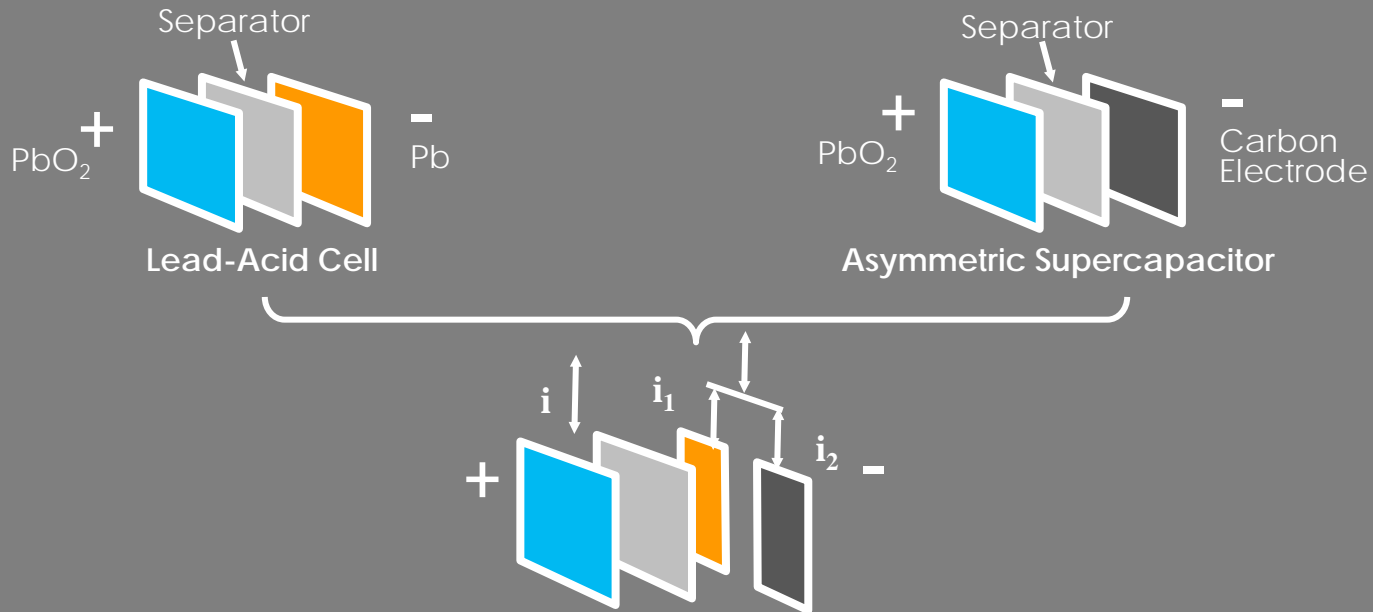 Separator
+
PbO₂
-
Pb
Lead-Acid Cell
Separator
+
PbO₂
-
Carbon
Electrode
Asymmetric Supercapacitor
i
i₁
i₂
+
-